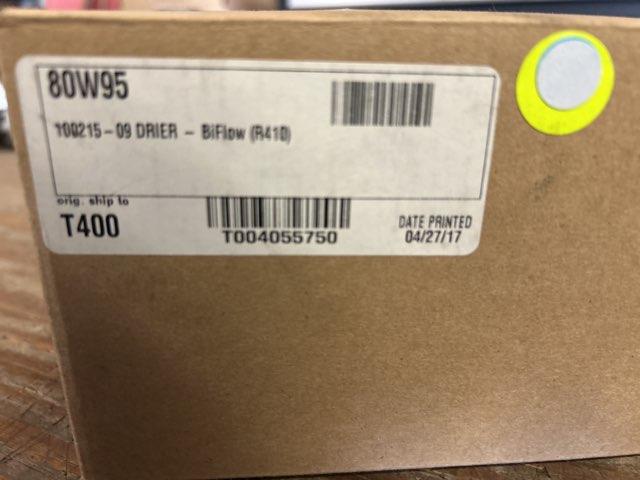 80W95
100215-09 DRIER - BiFlow (R410)
orig. ship to
T400
T004055750
DATE PRINTED
04/27/17